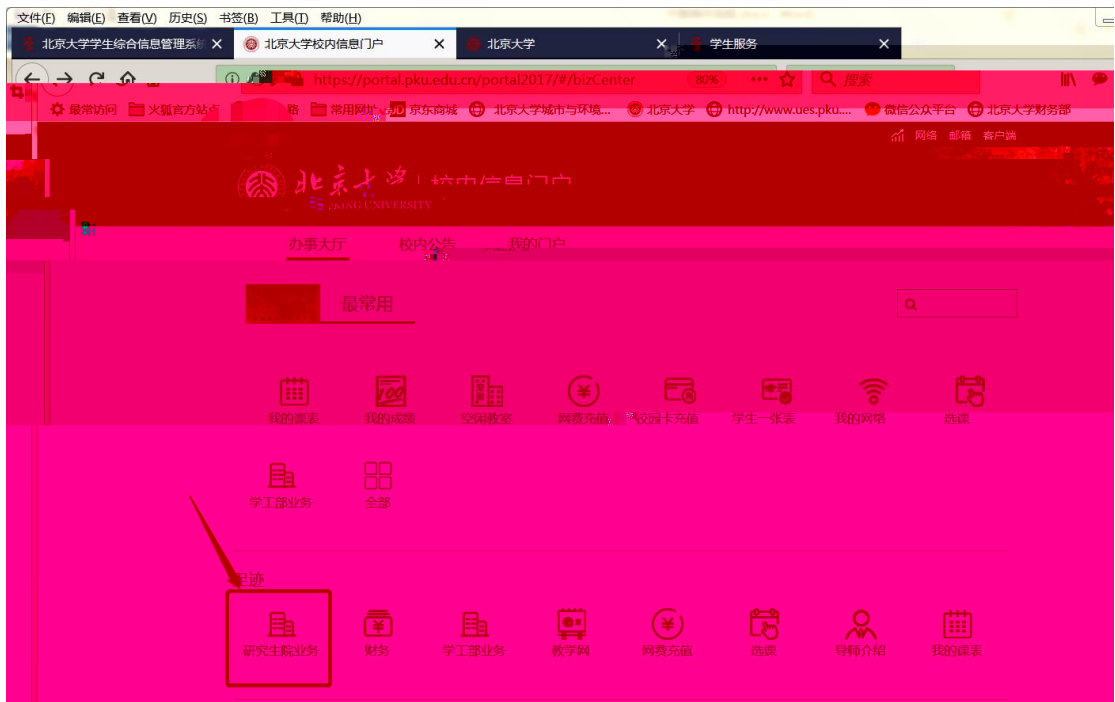 文件(F) 编辑(E) 查看(V) 历史(S) 书签(B) 工具(T) 帮助(H)
北京大学学生综合信息管理系统 北京大学校内信息门户 北京大学 学生服务
https://portal.pku.edu.cn/portal2017/#/bizCenter 80% 搜索
最常访问 火狐官方站点 常用网址 JD 京东商城 北京大学城市与环境... 北京大学 http://www.ues.pku.... 微信公众平台 北京大学财务部
网络 邮箱 客户端
北京大学 校内信息门户
UNIVERSITY
办事大厅 校内公告 我的门户
最常用
我的课表 我的成绩 空闲教室 网费充值 校园卡充值 学生一张表 我的网络 选课
学工部业务 全部
足迹
研究生院业务 财务 学工部业务 教学网 网费充值 选课 导师介绍 我的课表